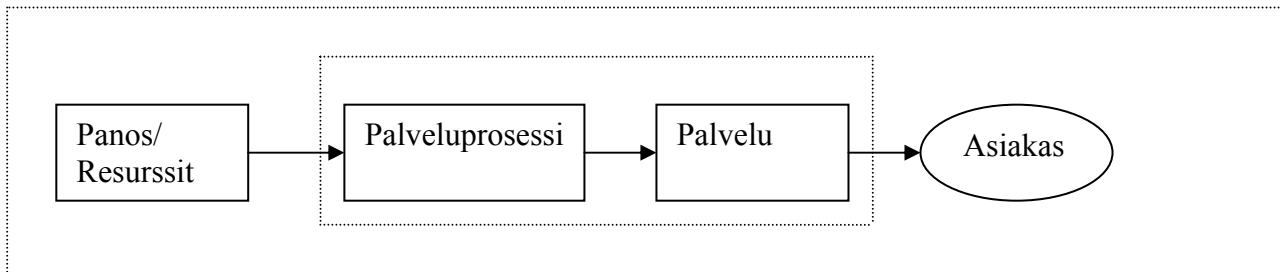 Panos/
Resurssit
Palveluprosessi
Palvelu
Asiakas